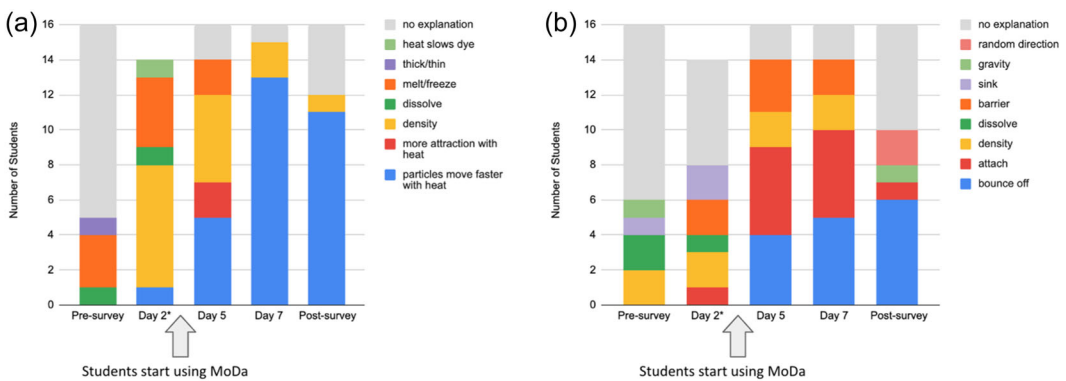 (a)
Number of Students
16
14
12
10
8
6
4
2
0
Pre-survey Day 2* Day 5 Day 7 Post-survey
Students start using MoDa
no explanation
heat slows dye
thick/thin
melt/freeze
dissolve
density
more attraction with
heat
particles move faster
with heat
(b)
Number of Students
16
14
12
10
8
6
4
2
0
Pre-survey Day 2* Day 5 Day 7 Post-survey
Students start using MoDa
no explanation
random direction
gravity
sink
barrier
dissolve
density
attach
bounce off